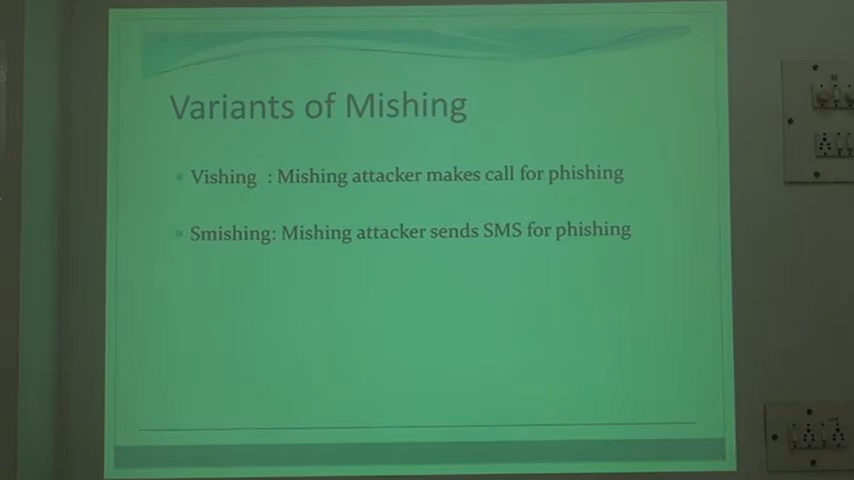 Variants of Mishing
Vishing : Mishing attacker makes call for phishing
Smishing: Mishing attacker sends SMS for phishing